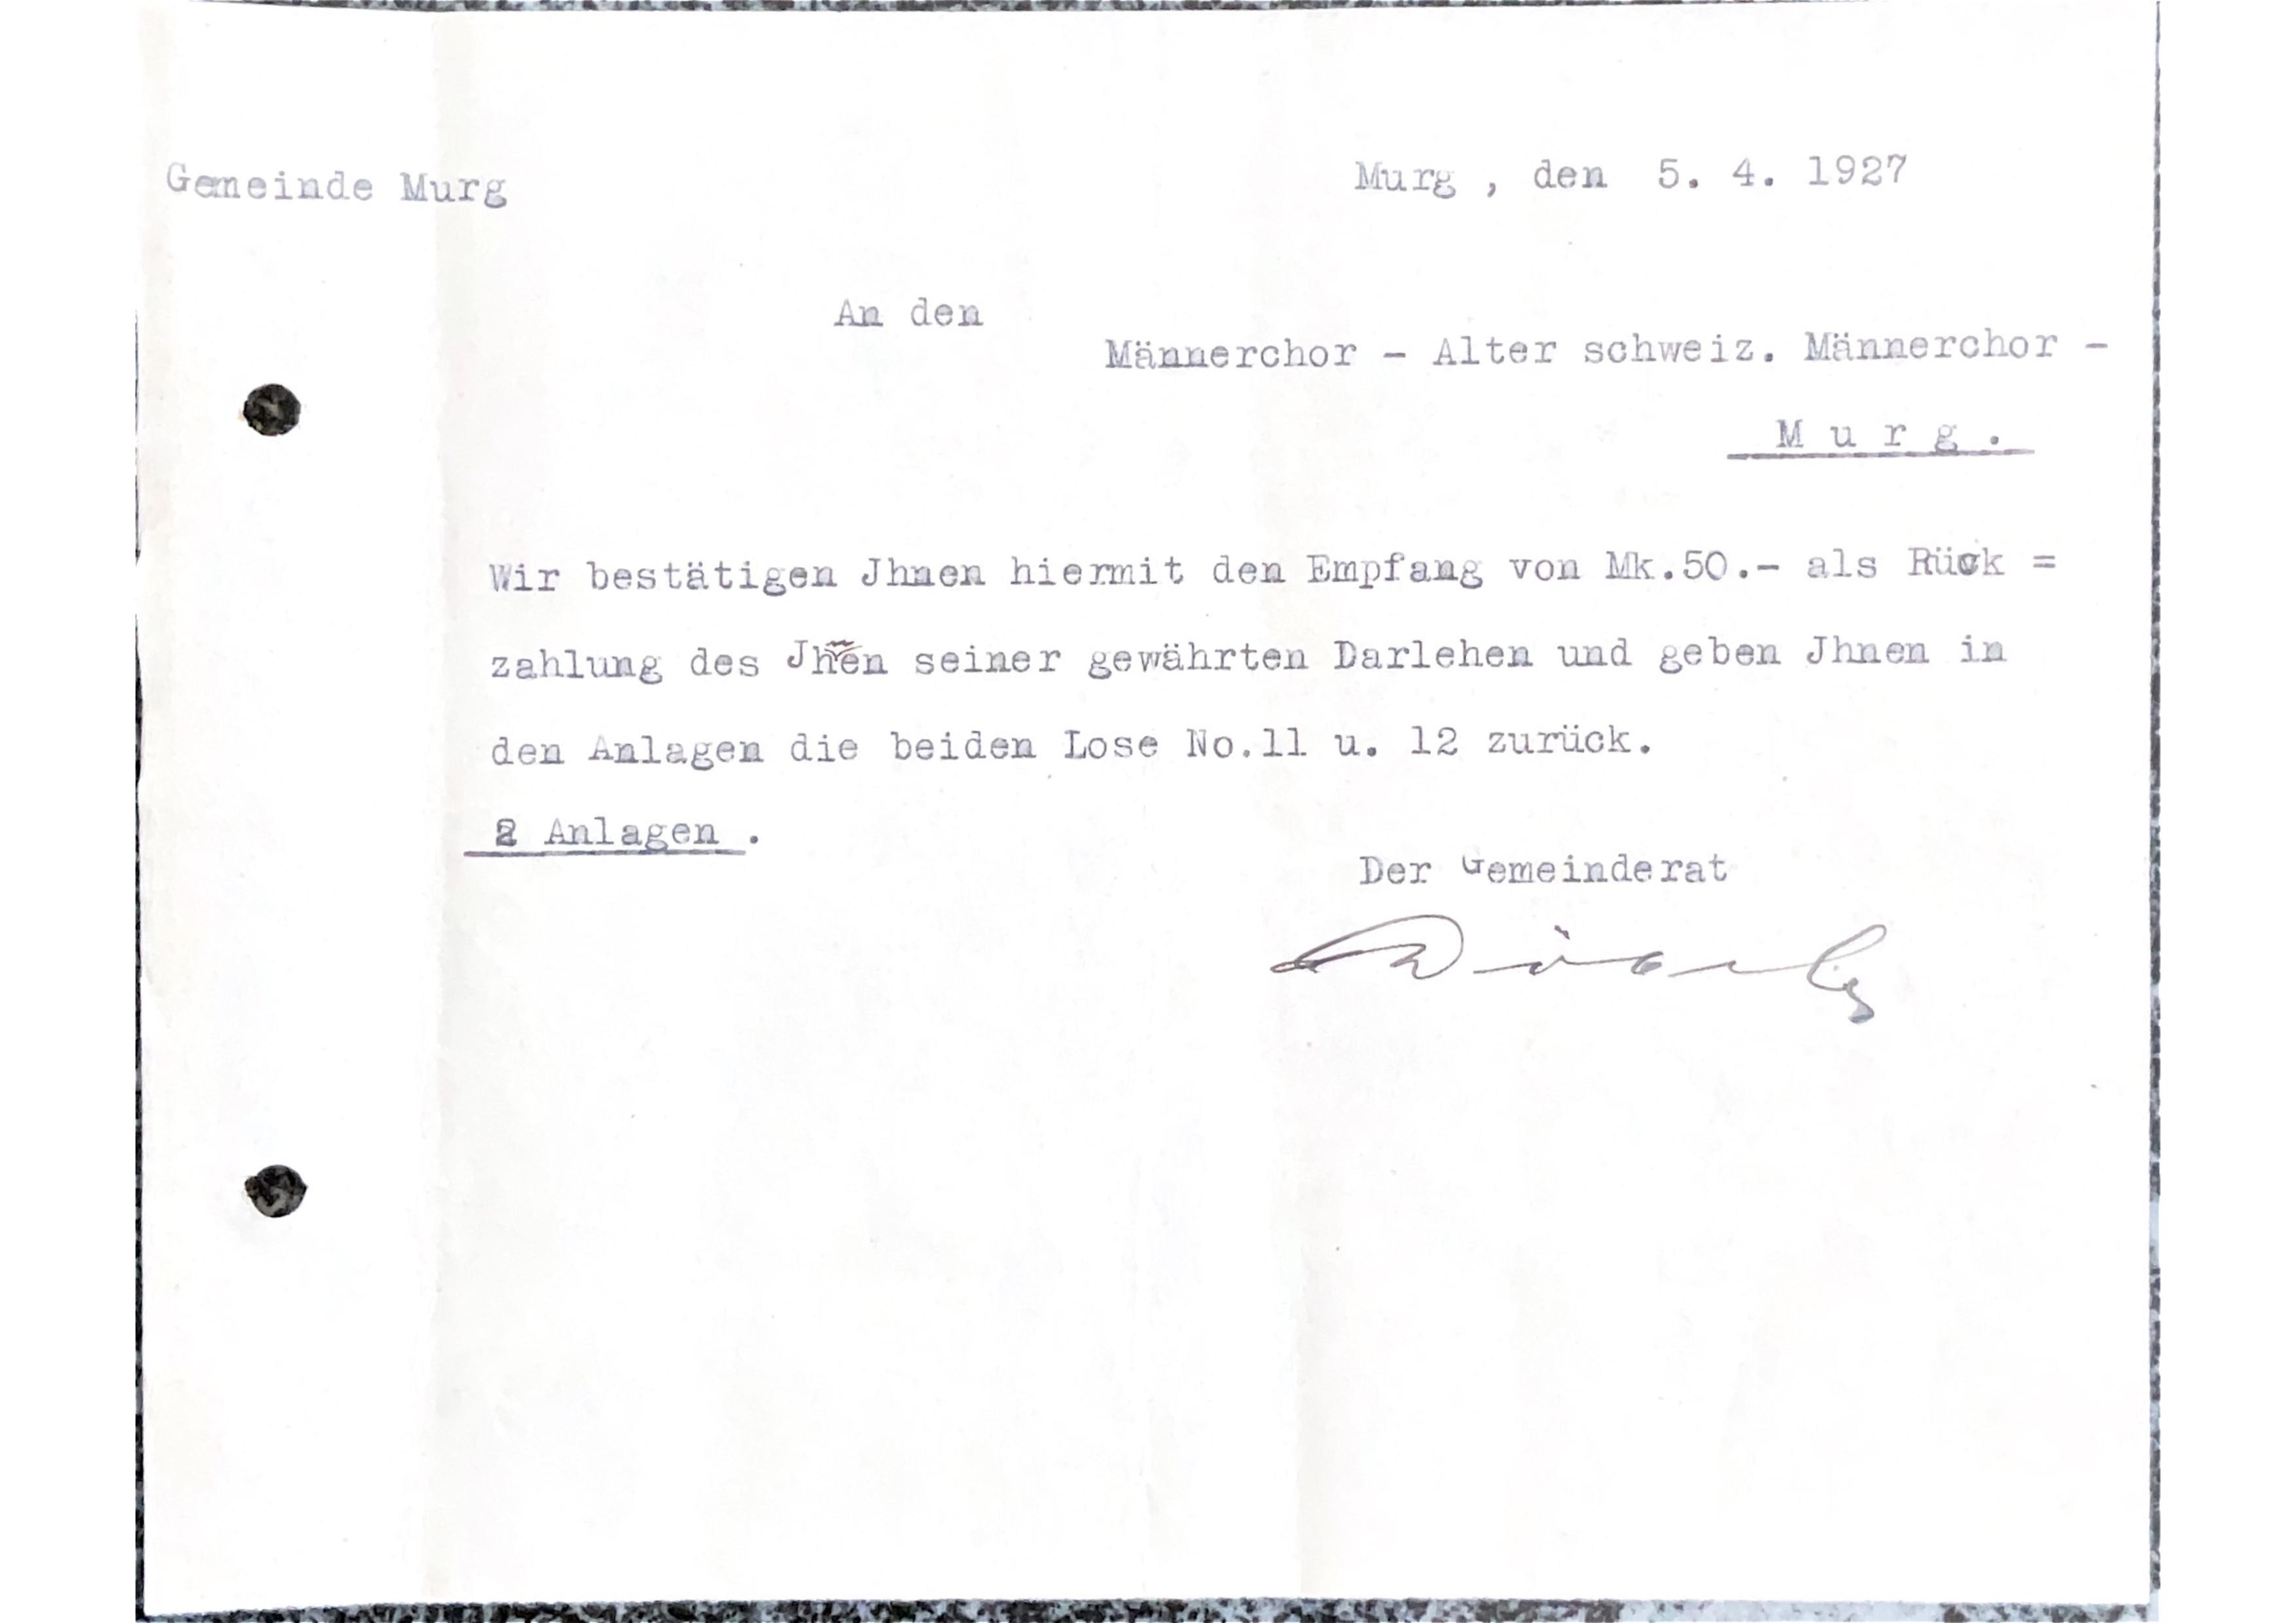 Gemeinde Murg
Murg , den 5. 4. 1927
An den
Männerchor - Alter schweiz. Männerchor -
M u r g .
Wir bestätigen Jhnen hiermit den Empfang von Mk.50.- als Rück =
zahlung des Jhen seiner gewährten Darlehen und geben Jhnen in
den Anlagen die beiden Lose No.11 u. 12 zurück.
2 Anlagen .
Der Gemeinderat